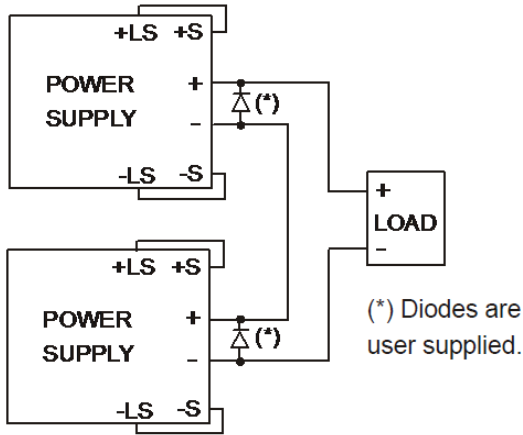 +LS +S
POWER
SUPPLY
+
–
(*)
-LS -S
+
LOAD
–
+LS +S
POWER
SUPPLY
+
–
(*)
-LS -S
(*) Diodes are
user supplied.